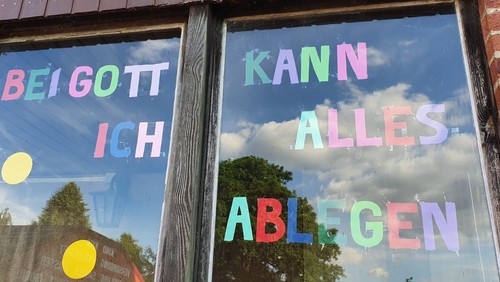 BEI GOTT
KANN
ICH
ALLES
ABLEGEN